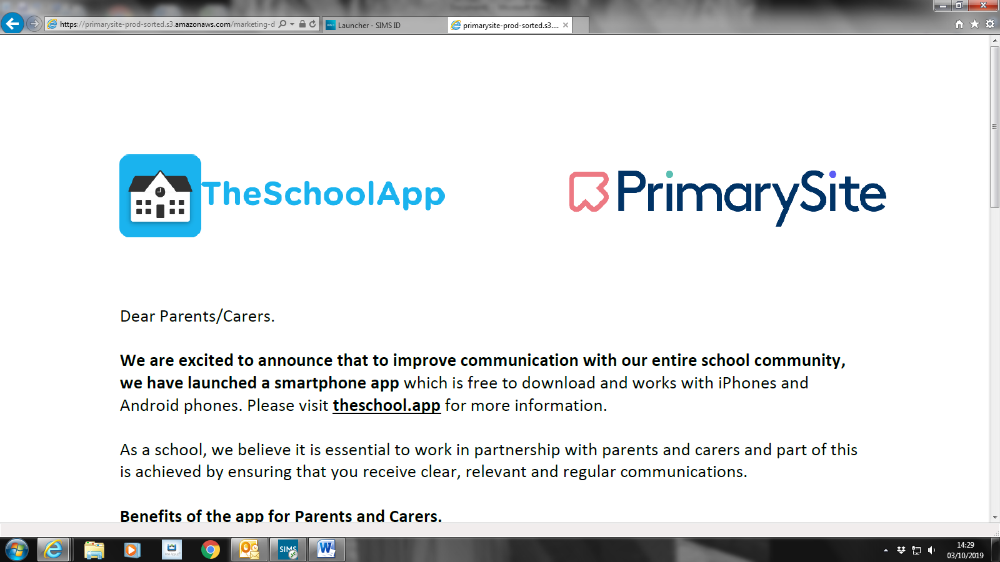 https://primarysite-prod-sorted.s3.amazonaws.com/marketing-d
Launcher - SIMS ID
primarysite-prod-sorted.s3....
TheSchoolApp
PrimarySite
Dear Parents/Carers.
We are excited to announce that to improve communication with our entire school community,
we have launched a smartphone app which is free to download and works with iPhones and
Android phones. Please visit theschool.app for more information.
As a school, we believe it is essential to work in partnership with parents and carers and part of this
is achieved by ensuring that you receive clear, relevant and regular communications.
Benefits of the app for Parents and Carers.
SIMS
14:29
03/10/2019